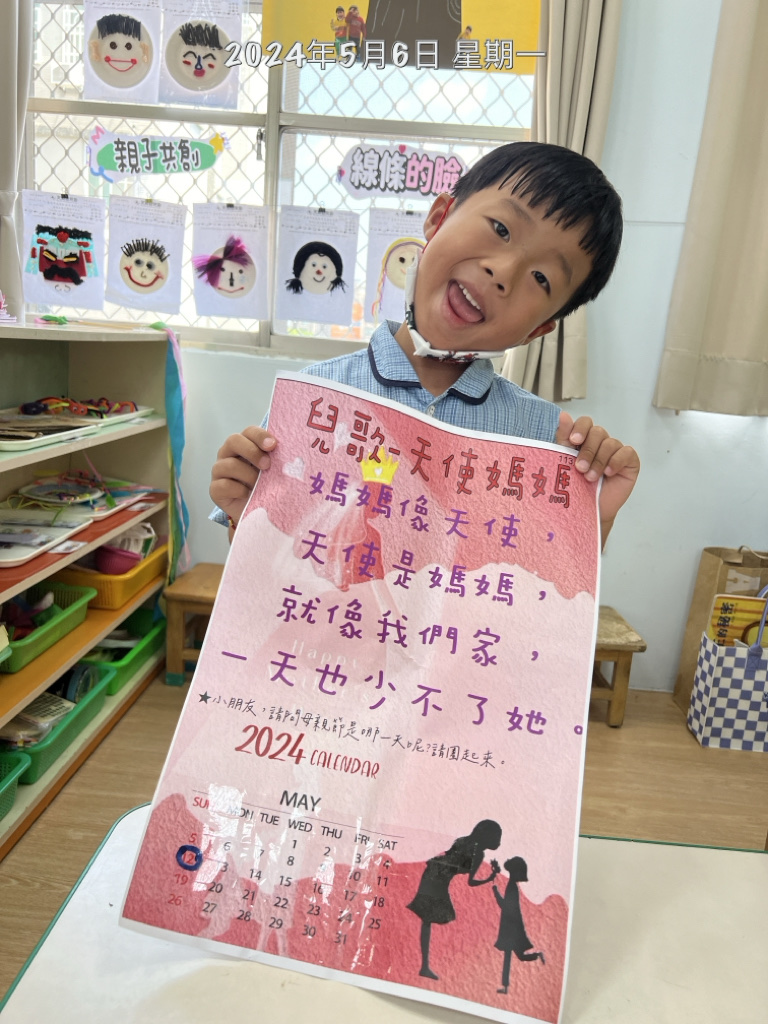 2024年5月6日 星期一
親子共創
線條的臉
113
兒歌-天使媽媽
媽媽像天使，
天使是媽媽，
就像我們家，
一天也少不了她。
★小朋友，請問母親節是哪一天呢?請圈起來。
2024 CALENDAR
MAY
SUN MON TUE WED THU FRI SAT
1 2 3 4
5 6 7 8 9 10 11
12 13 14 15 16 17 18
19 20 21 22 23 24 25
26 27 28 29 30 31